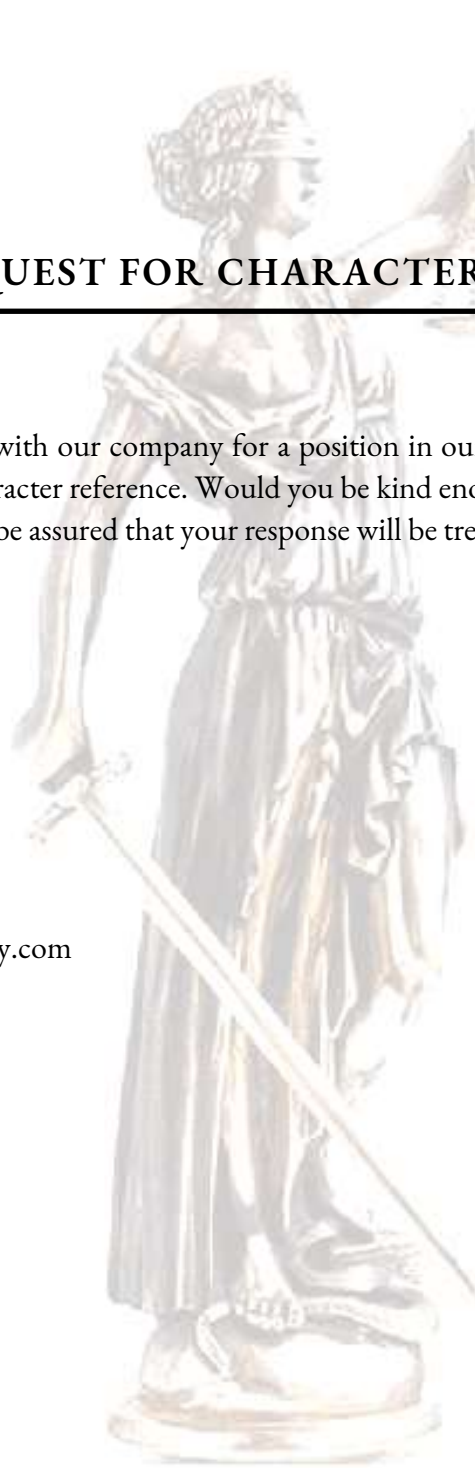 UEST FOR CHARACTER
with our company for a position in ou
racter reference. Would you be kind eno
be assured that your response will be tre
y.com